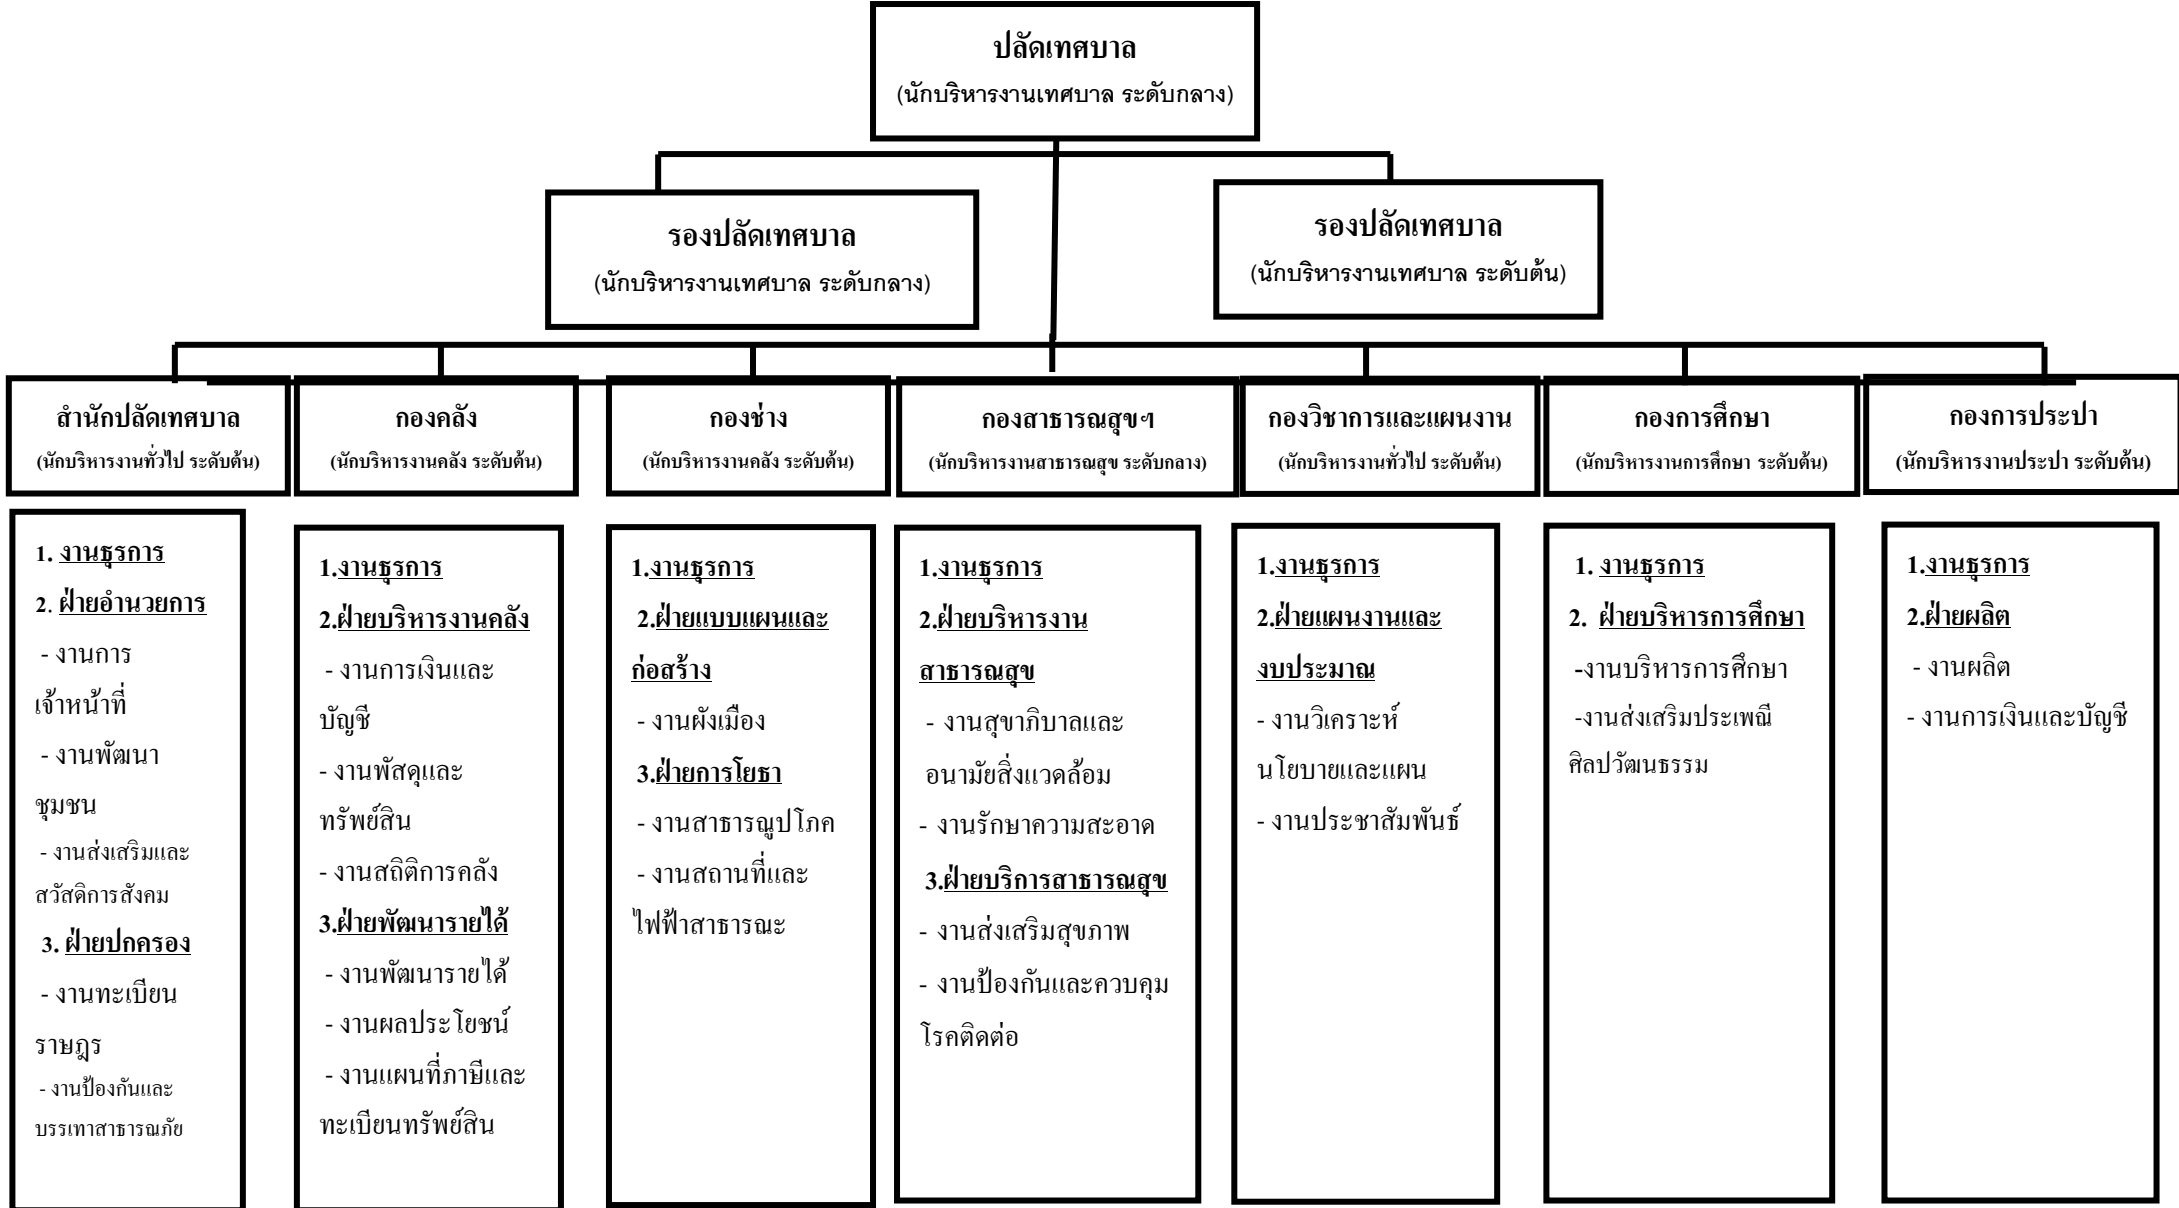 ปลัดเทศบาล
(นักบริหารงานเทศบาล ระดับกลาง)
รองปลัดเทศบาล
(นักบริหารงานเทศบาล ระดับกลาง)
รองปลัดเทศบาล
(นักบริหารงานเทศบาล ระดับต้น)
สำนักปลัดเทศบาล
(นักบริหารงานทั่วไป ระดับต้น)
กองคลัง
(นักบริหารงานคลัง ระดับต้น)
กองช่าง
(นักบริหารงานคลัง ระดับต้น)
กองสาธารณสุขฯ
(นักบริหารงานสาธารณสุข ระดับกลาง)
กองวิชาการและแผนงาน
(นักบริหารงานทั่วไป ระดับต้น)
กองการศึกษา
(นักบริหารงานการศึกษา ระดับต้น)
กองการประปา
(นักบริหารงานประปา ระดับต้น)
1. งานธุรการ
2. ฝ่ายอำนวยการ
- งานการ
เจ้าหน้าที่
- งานพัฒนา
ชุมชน
- งานส่งเสริมและ
สวัสดิการสังคม
3. ฝ่ายปกครอง
- งานทะเบียน
ราษฎร
- งานป้องกันและ
บรรเทาสาธารณภัย
1.งานธุรการ
2.ฝ่ายบริหารงานคลัง
- งานการเงินและ
บัญชี
- งานพัสดุและ
ทรัพย์สิน
- งานสถิติการคลัง
3.ฝ่ายพัฒนารายได้
- งานพัฒนารายได้
- งานผลประโยชน์
- งานแผนที่ภาษีและ
ทะเบียนทรัพย์สิน
1.งานธุรการ
2.ฝ่ายแบบแผนและ
ก่อสร้าง
- งานผังเมือง
3.ฝ่ายการโยธา
- งานสาธารณูปโภค
- งานสถานที่และ
ไฟฟ้าสาธารณะ
1.งานธุรการ
2.ฝ่ายบริหารงาน
สาธารณสุข
- งานสุขาภิบาลและ
อนามัยสิ่งแวดล้อม
- งานรักษาความสะอาด
3.ฝ่ายบริการสาธารณสุข
- งานส่งเสริมสุขภาพ
- งานป้องกันและควบคุม
โรคติดต่อ
1.งานธุรการ
2.ฝ่ายแผนงานและ
งบประมาณ
- งานวิเคราะห์
นโยบายและแผน
- งานประชาสัมพันธ์
1. งานธุรการ
2. ฝ่ายบริหารการศึกษา
-งานบริหารการศึกษา
-งานส่งเสริมประเพณี
ศิลปวัฒนธรรม
1.งานธุรการ
2.ฝ่ายผลิต
- งานผลิต
- งานการเงินและบัญชี